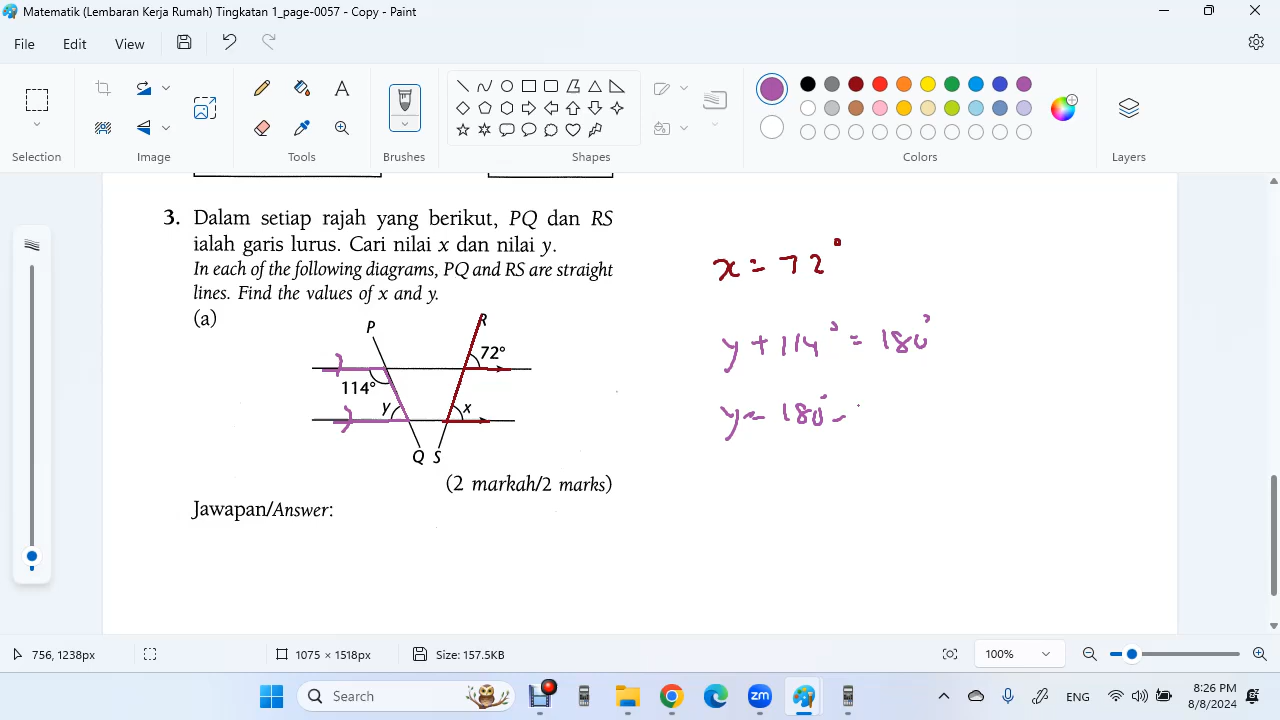 Matematik (Lembaran Kerja Rumah) Tingkatan 1_page-0057 - Copy - Paint
File Edit View
Selection Image Tools Brushes Shapes Colors Layers
3. Dalam setiap rajah yang berikut, PQ dan RS
ialah garis lurus. Cari nilai x dan nilai y.
In each of the following diagrams, PQ and RS are straight
lines. Find the values of x and y.
(a)
P R
72°
114°
y x
Q S
(2 markah/2 marks)
Jawapan/Answer:
x = 72°
y + 114° = 180°
y = 180° -
756, 1238px 1075 × 1518px Size: 157.5KB 100%
Search zm ENG 8:26 PM
8/8/2024